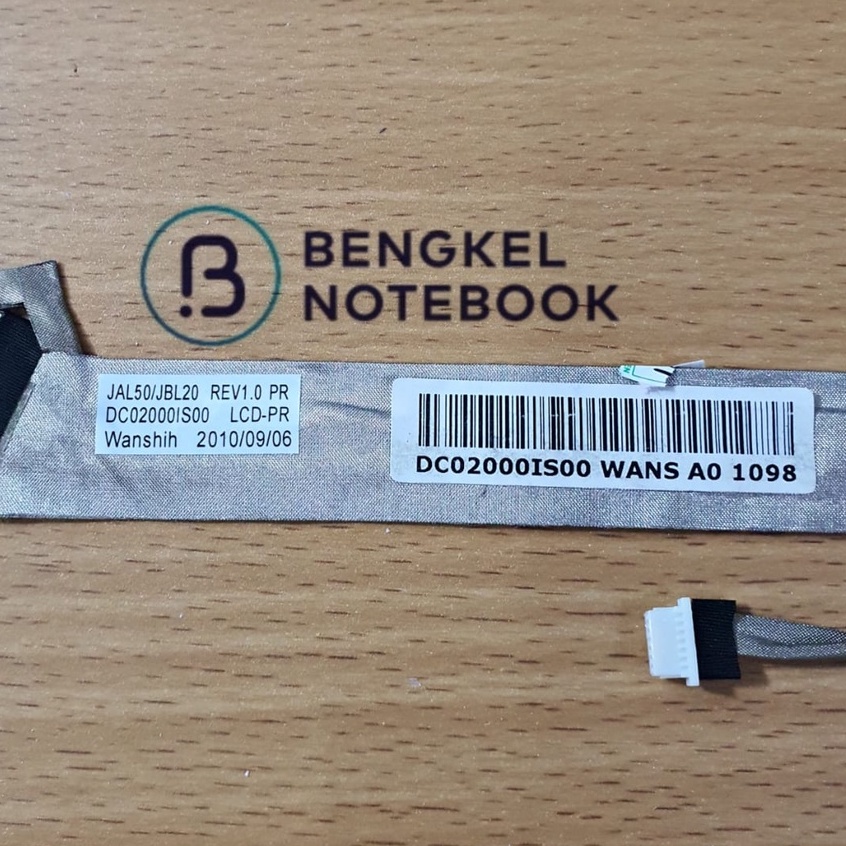 BENGKEL
NOTEBOOK
JAL50/JBL20 REV1.0 PR
DC02000IS00 LCD-PR
Wanshih 2010/09/06
DC02000IS00 WANS A0 1098